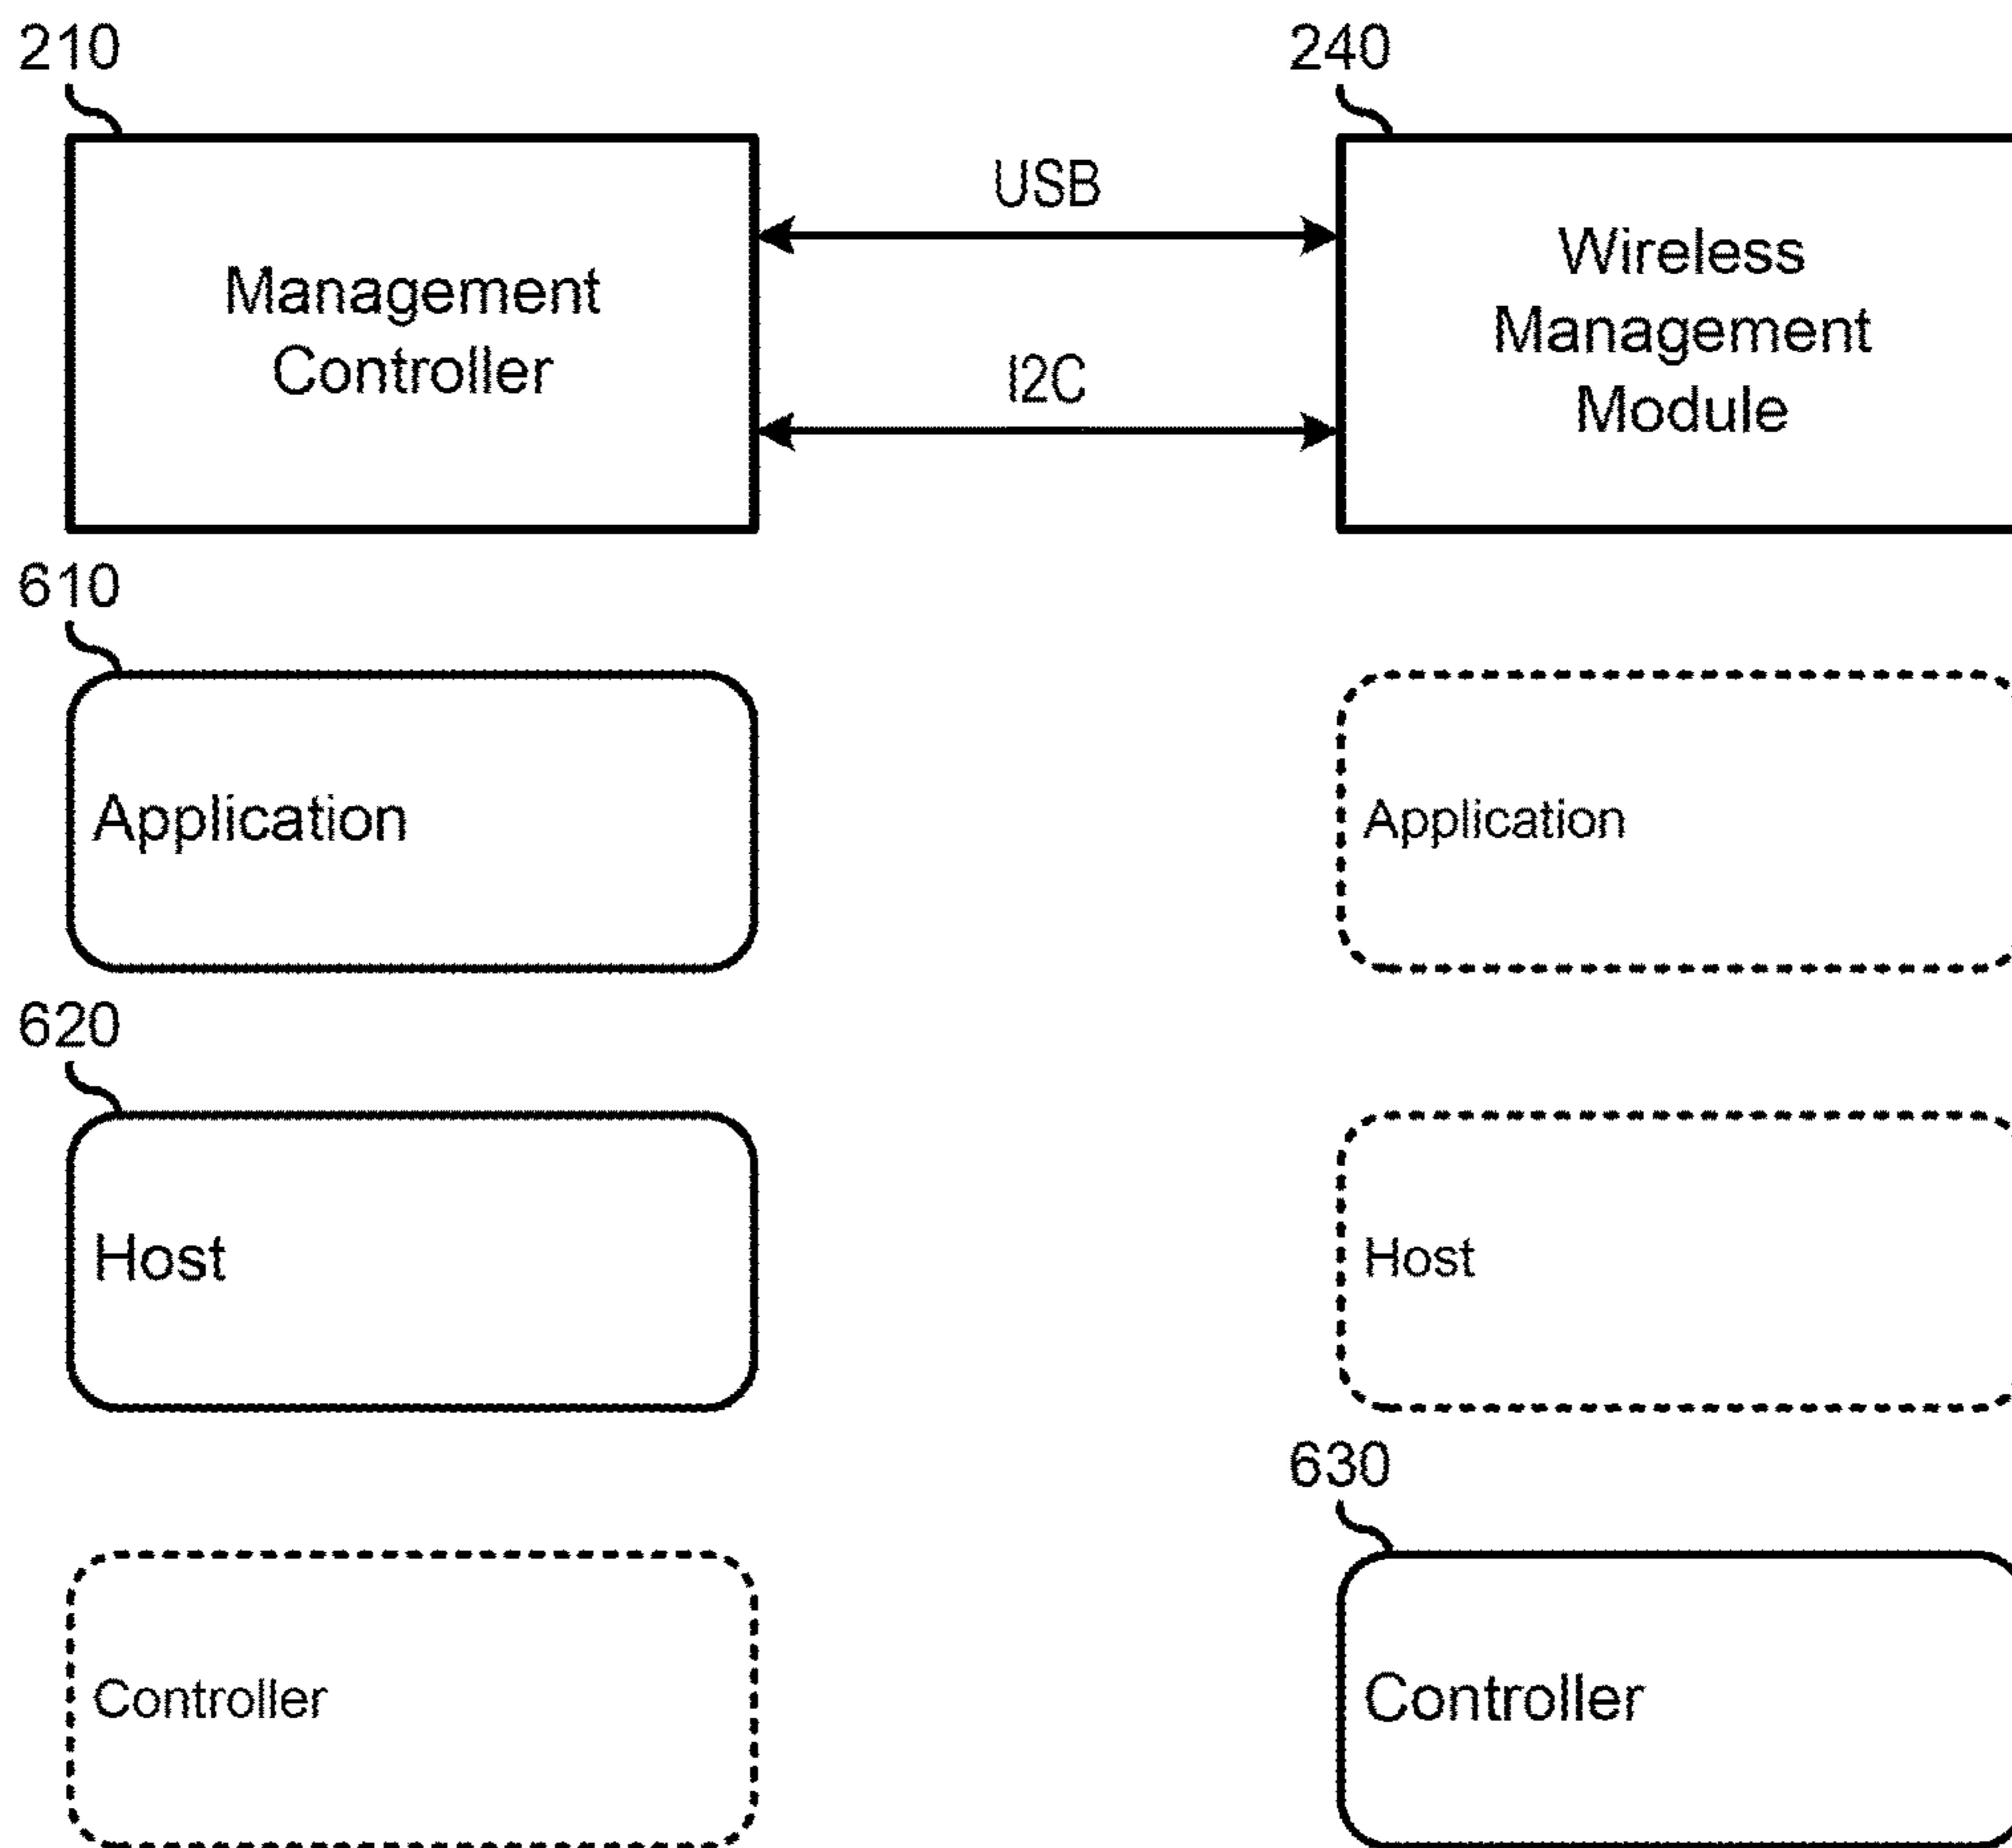 210
240
Management
Controller
USB
I2C
Wireless
Management
Module
610
Application
Application
620
Host
Host
630
Controller
Controller